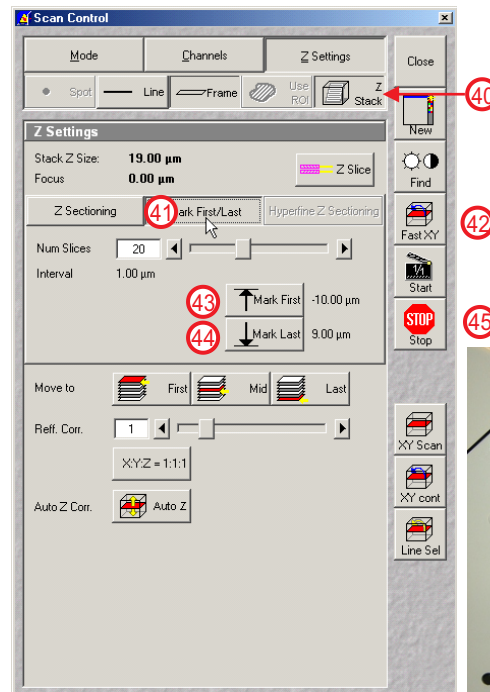 Scan Control
Mode Channels Z Settings Close
Spot Line Frame Use ROI Z Stack
40
New
Z Settings
Stack Z Size: 19.00 µm
Focus 0.00 µm
Z Slice
Find
Z Sectioning 41 ark First/Last Hyperfine Z Sectioning
Fast XY 42
Num Slices 20
Interval 1.00 µm
1/1
Start
43 Mark First -10.00 µm
44 Mark Last 9.00 µm
STOP
Stop 45
Move to First Mid Last
Reff. Corr. 1
XY Scan
X:Y:Z = 1:1:1
XY cont
Auto Z Corr. Auto Z
Line Sel